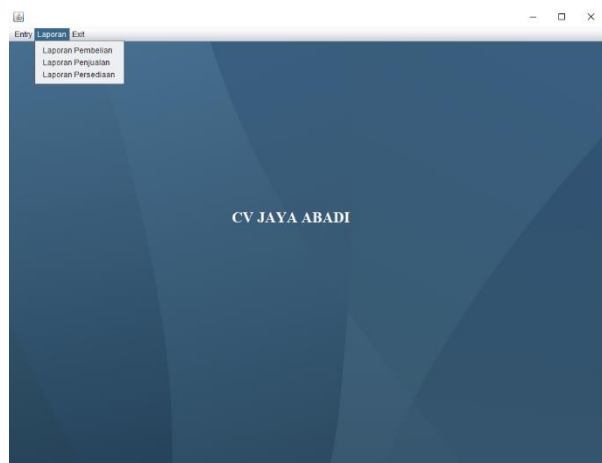 Entry Laporan Exit
Laporan Pembelian
Laporan Penjualan
Laporan Persediaan
CV JAYA ABADI